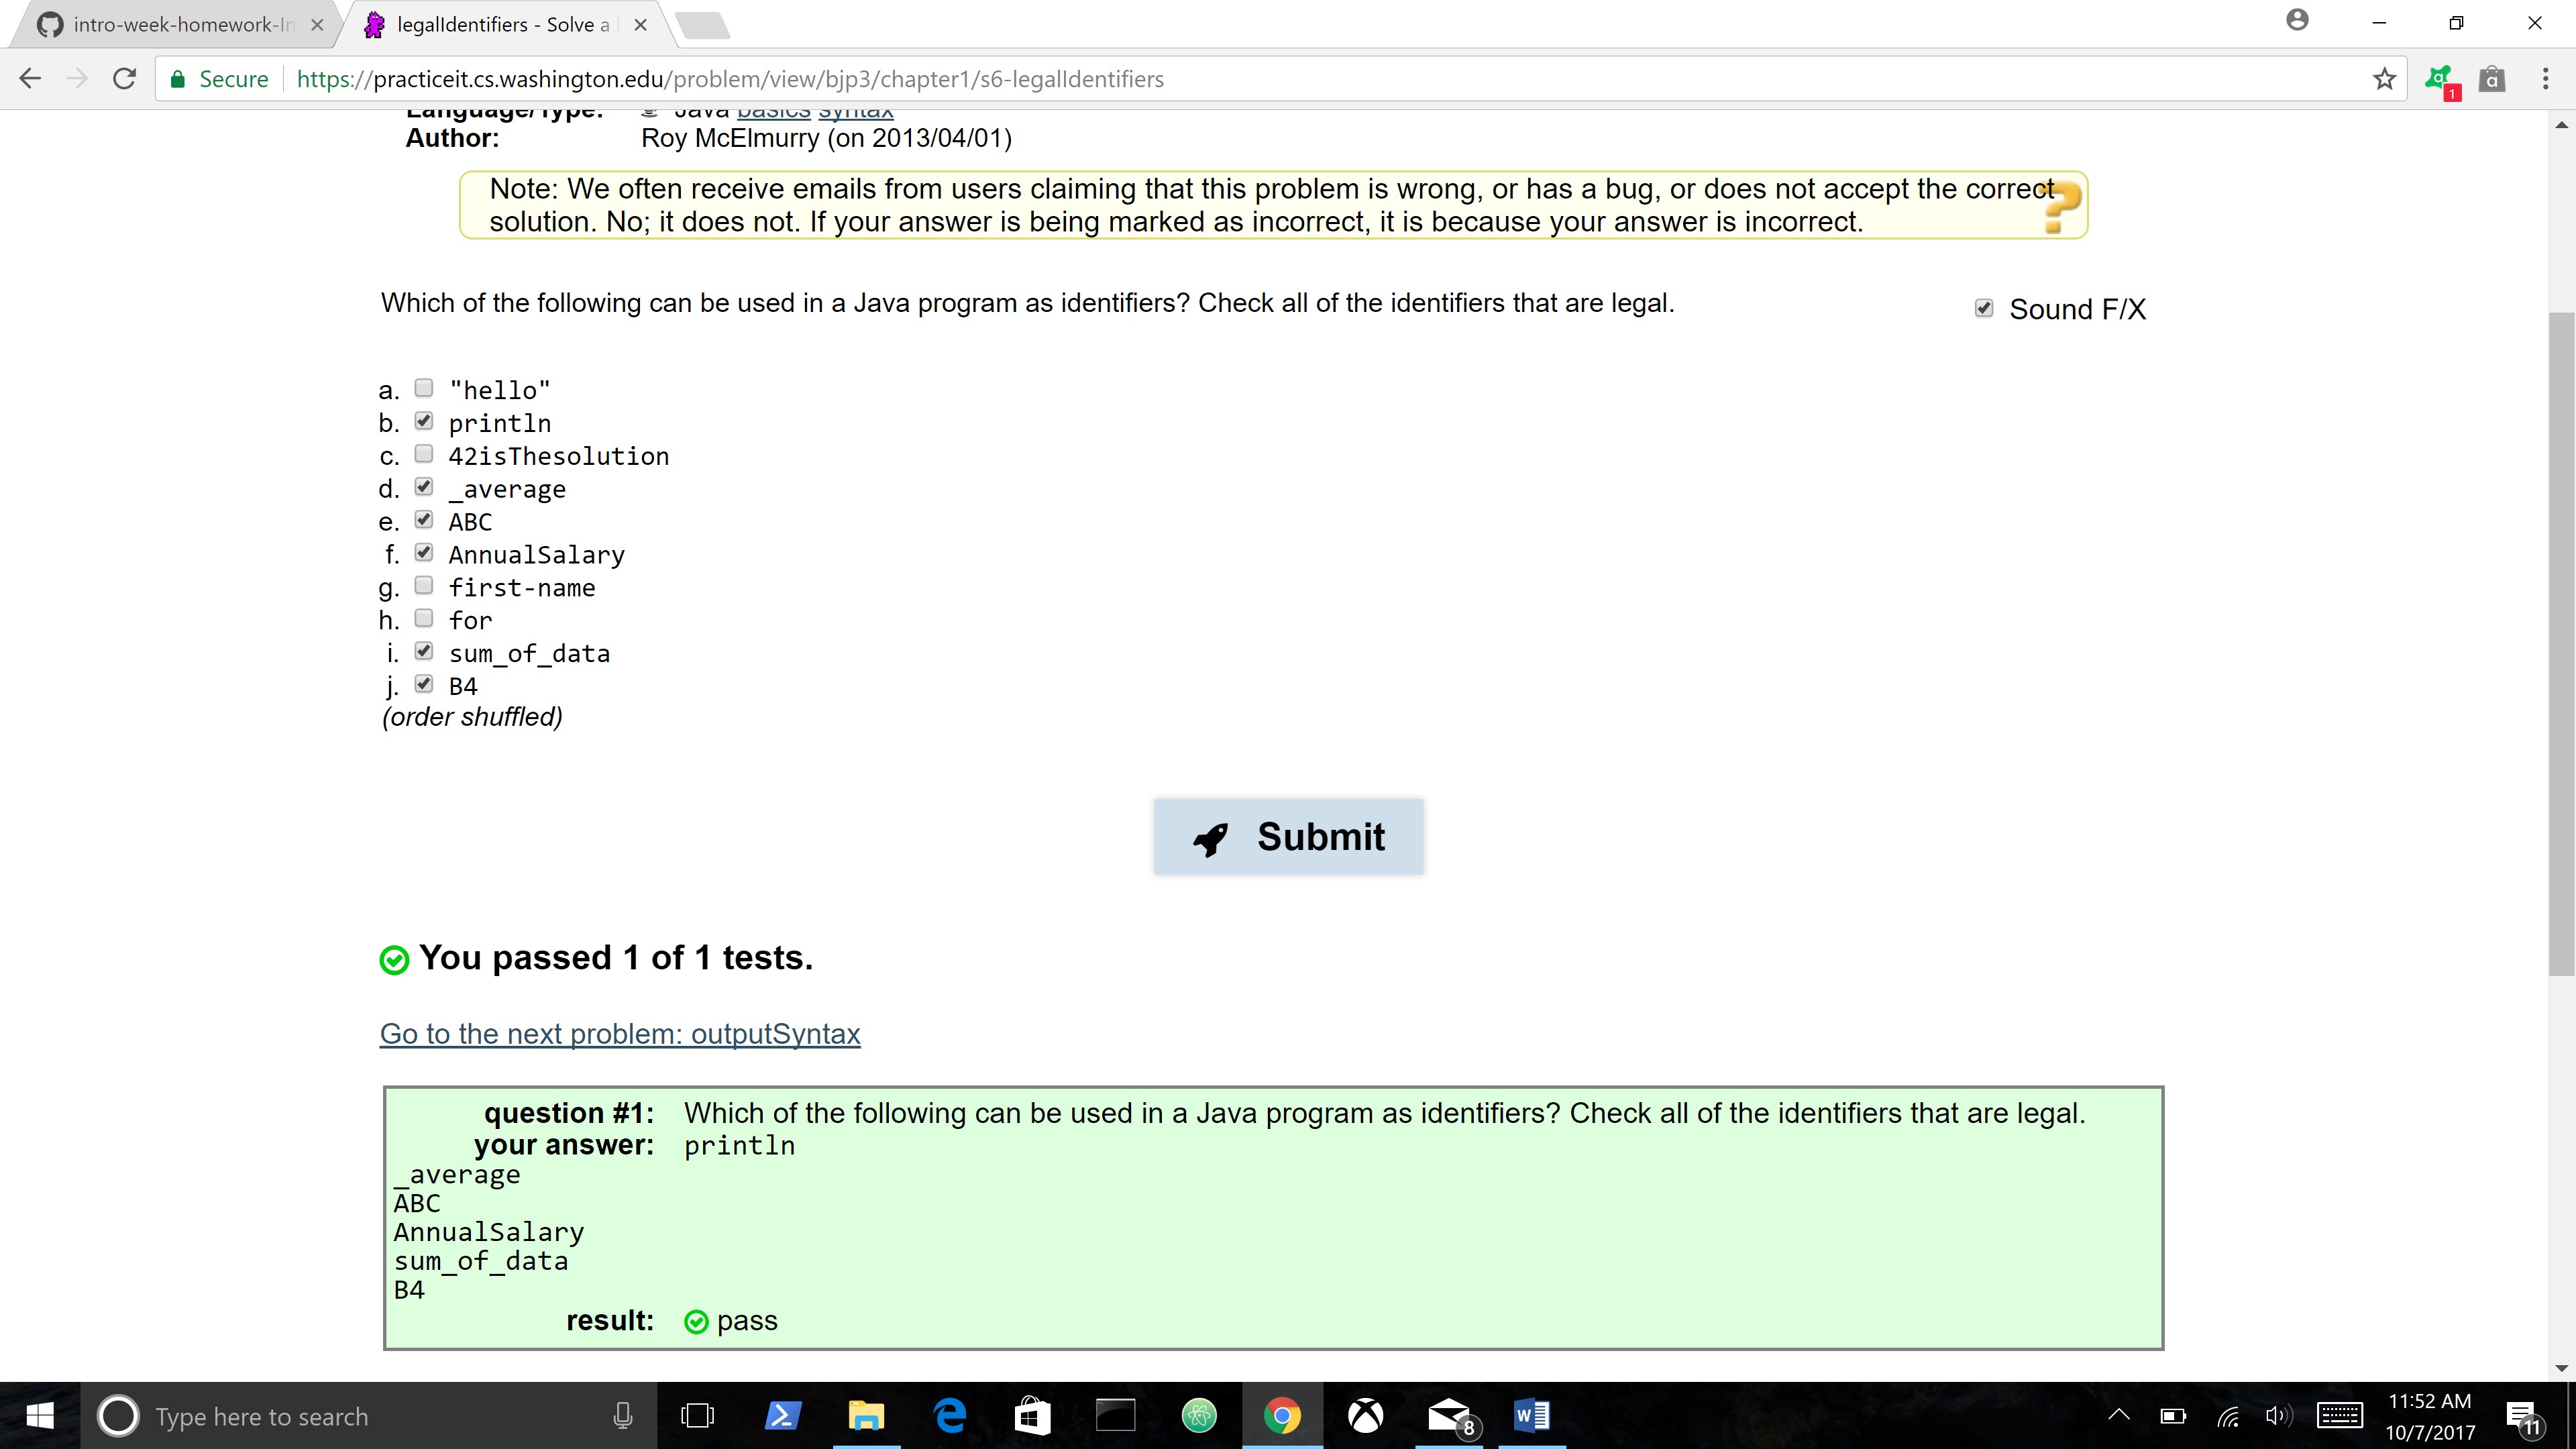 intro-week-homework-In
legalIdentifiers - Solve a
Secure https://practiceit.cs.washington.edu/problem/view/bjp3/chapter1/s6-legalIdentifiers
1
a
Language/Type: Java basics syntax
Author: Roy McElmurry (on 2013/04/01)
Note: We often receive emails from users claiming that this problem is wrong, or has a bug, or does not accept the correct
solution. No; it does not. If your answer is being marked as incorrect, it is because your answer is incorrect.
?
Which of the following can be used in a Java program as identifiers? Check all of the identifiers that are legal.
Sound F/X
a. "hello"
b. println
c. 42isThesolution
d. _average
e. ABC
f. AnnualSalary
g. first-name
h. for
i. sum_of_data
j. B4
(order shuffled)
Submit
You passed 1 of 1 tests.
Go to the next problem: outputSyntax
question #1: Which of the following can be used in a Java program as identifiers? Check all of the identifiers that are legal.
your answer: println
_average
ABC
AnnualSalary
sum_of_data
B4
result: pass
Type here to search
8
11:52 AM
10/7/2017
11